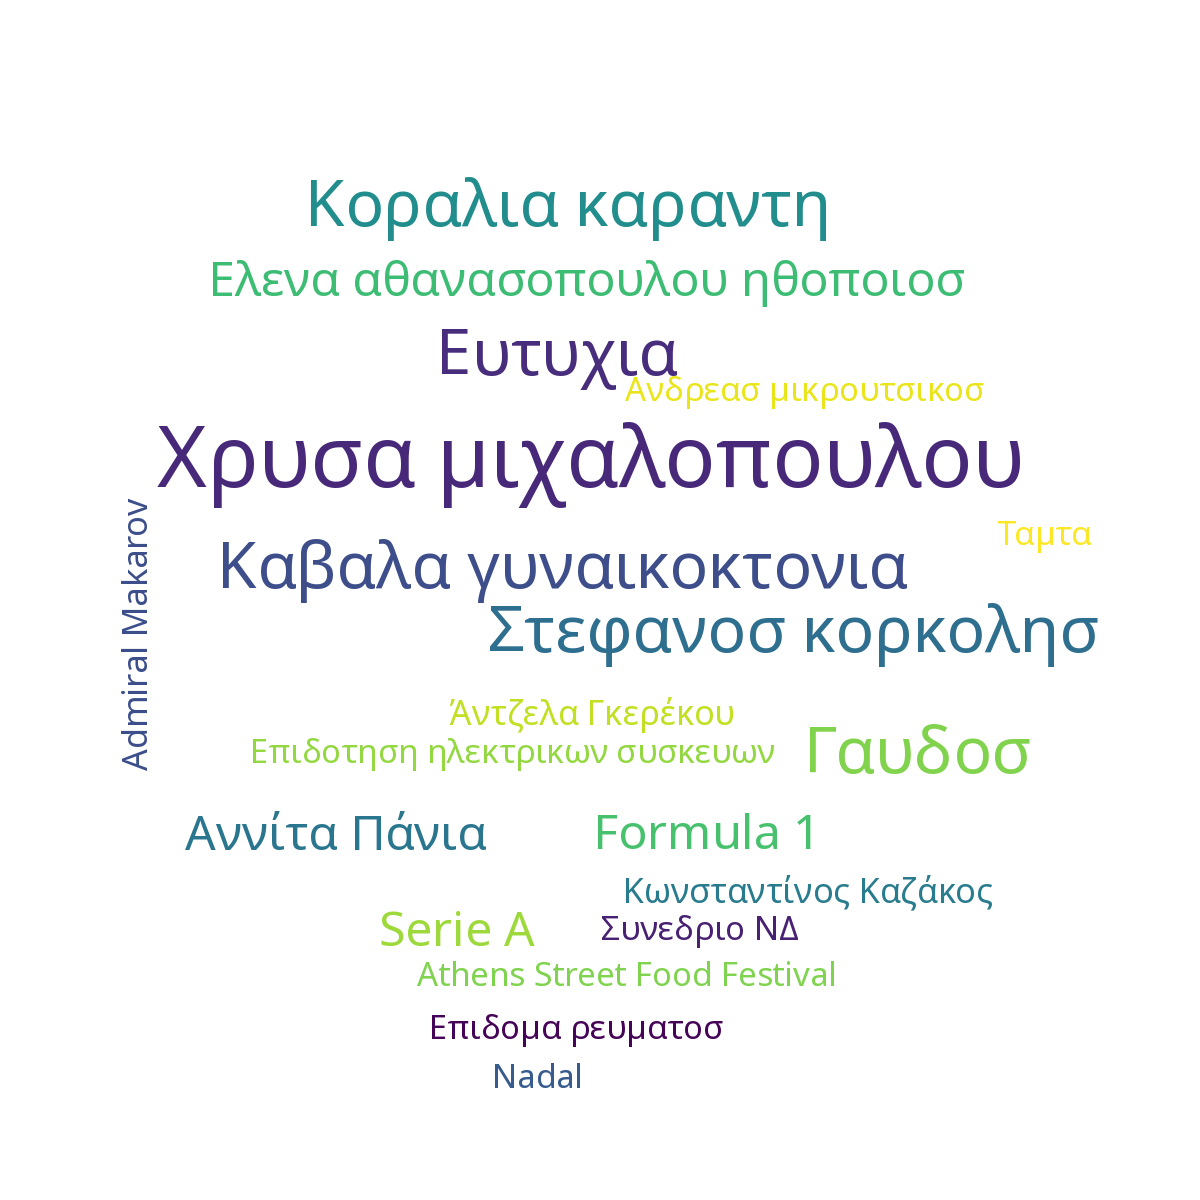 Κοραλια καραντη
Ελενα αθανασοπουλου ηθοποιοσ
Ευτυχια
Ανδρεασ μικρουτσικοσ
Χρυσα μιχαλοπουλου
Admiral Makarov
Ταμτα
Καβαλα γυναικοκτονια
Στεφανοσ κορκολησ
Άντζελα Γκερέκου
Επιδοτηση ηλεκτρικων συσκευων
Γαυδοσ
Αννίτα Πάνια
Formula 1
Κωνσταντίνος Καζάκος
Serie A
Συνεδριο ΝΔ
Athens Street Food Festival
Επιδομα ρευματοσ
Nadal